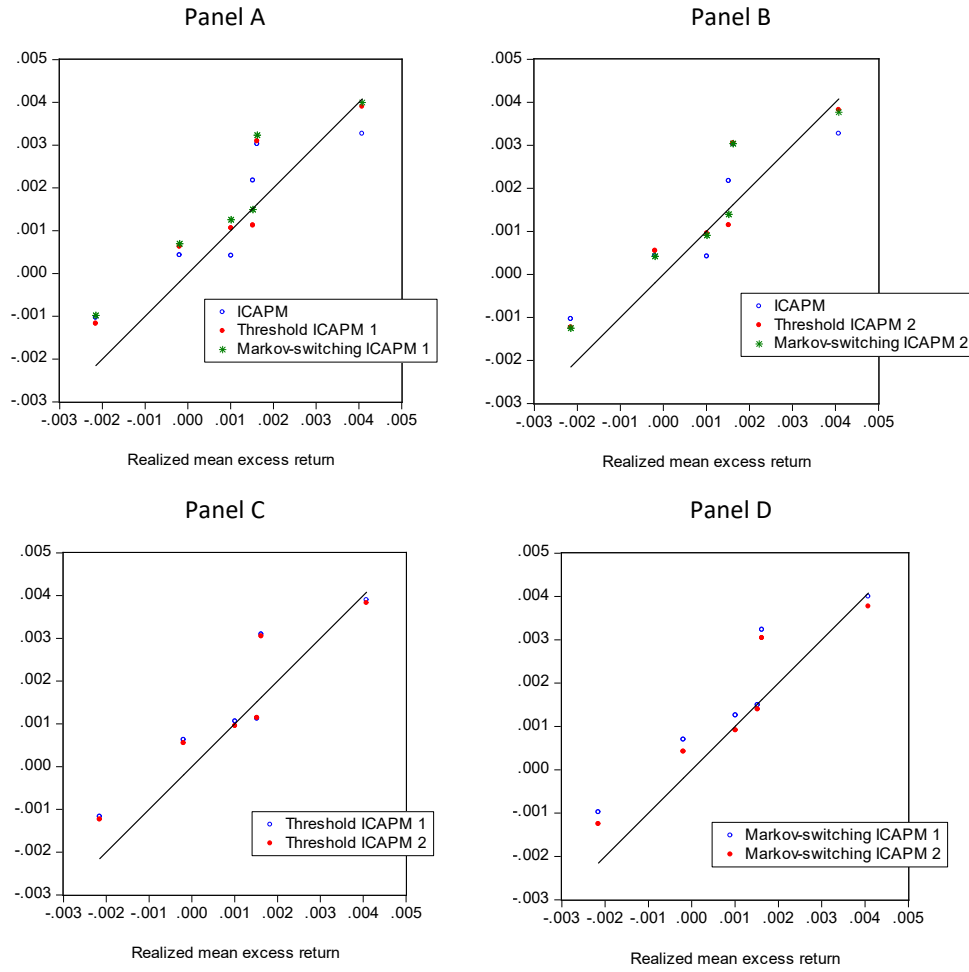 Panel A
.005
.004
.003
.002
.001
.000
-.001
-.002
-.003
-.003 -.002 -.001 .000 .001 .002 .003 .004 .005
ICAPM
Threshold ICAPM 1
Markov-switching ICAPM 1
Realized mean excess return
Panel B
.005
.004
.003
.002
.001
.000
-.001
-.002
-.003
-.003 -.002 -.001 .000 .001 .002 .003 .004 .005
ICAPM
Threshold ICAPM 2
Markov-switching ICAPM 2
Realized mean excess return
Panel C
.005
.004
.003
.002
.001
.000
-.001
-.002
-.003
-.003 -.002 -.001 .000 .001 .002 .003 .004 .005
Threshold ICAPM 1
Threshold ICAPM 2
Realized mean excess return
Panel D
.005
.004
.003
.002
.001
.000
-.001
-.002
-.003
-.003 -.002 -.001 .000 .001 .002 .003 .004 .005
Markov-switching ICAPM 1
Markov-switching ICAPM 2
Realized mean excess return